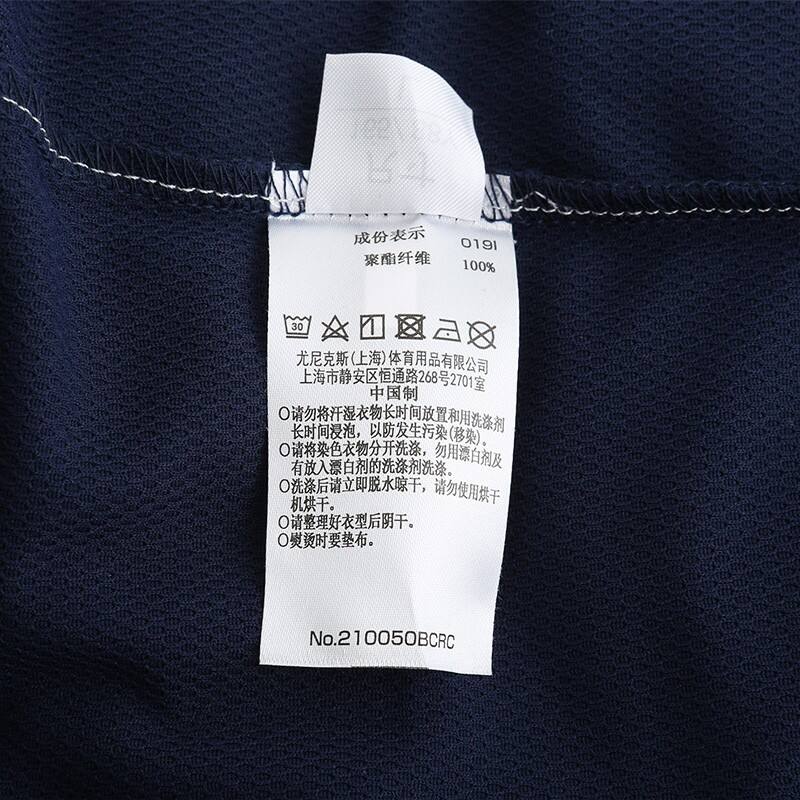 成份表示 019I
聚酯纤维 100%
30
尤尼克斯(上海)体育用品有限公司
上海市静安区恒通路268号2701室
中国制
○请勿将汗湿衣物长时间放置和用洗涤剂
长时间浸泡，以防发生污染(移染)。
○请将染色衣物分开洗涤，勿用漂白剂及
有放入漂白剂的洗涤剂洗涤。
○洗涤后请立即脱水晾干，请勿使用烘干
机烘干。
○请整理好衣型后阴干。
○熨烫时要垫布。
No.210050BCRC